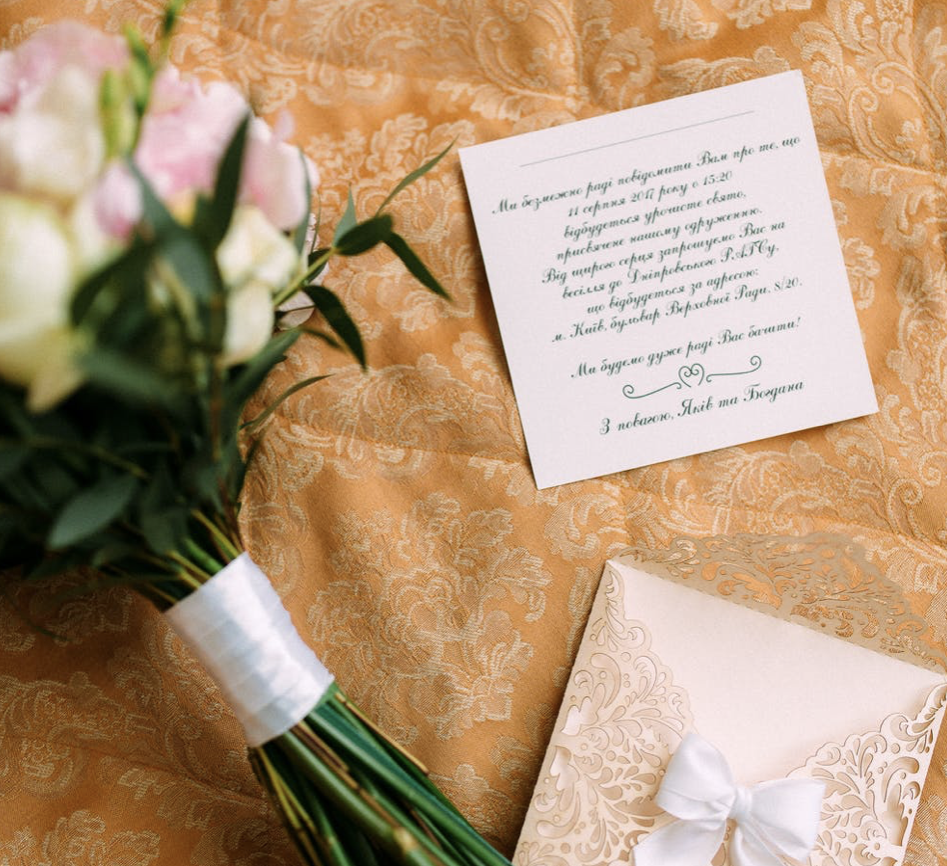 Ми безмежно раді повідомити Вам про те, що
11 серпня 2017 року о 15:20
відбудеться урочисте свято,
присвячене нашому одруженню.
Від щирого серця запрошуємо Вас на
весілля до Дніпровського Р.А.Г.Су.
що відбудеться за адресою:
м. Київ, бульвар Верховної Ради. 8/20.
Ми будемо дуже раді Вас бачити!
З повагою, Яків та Богдана